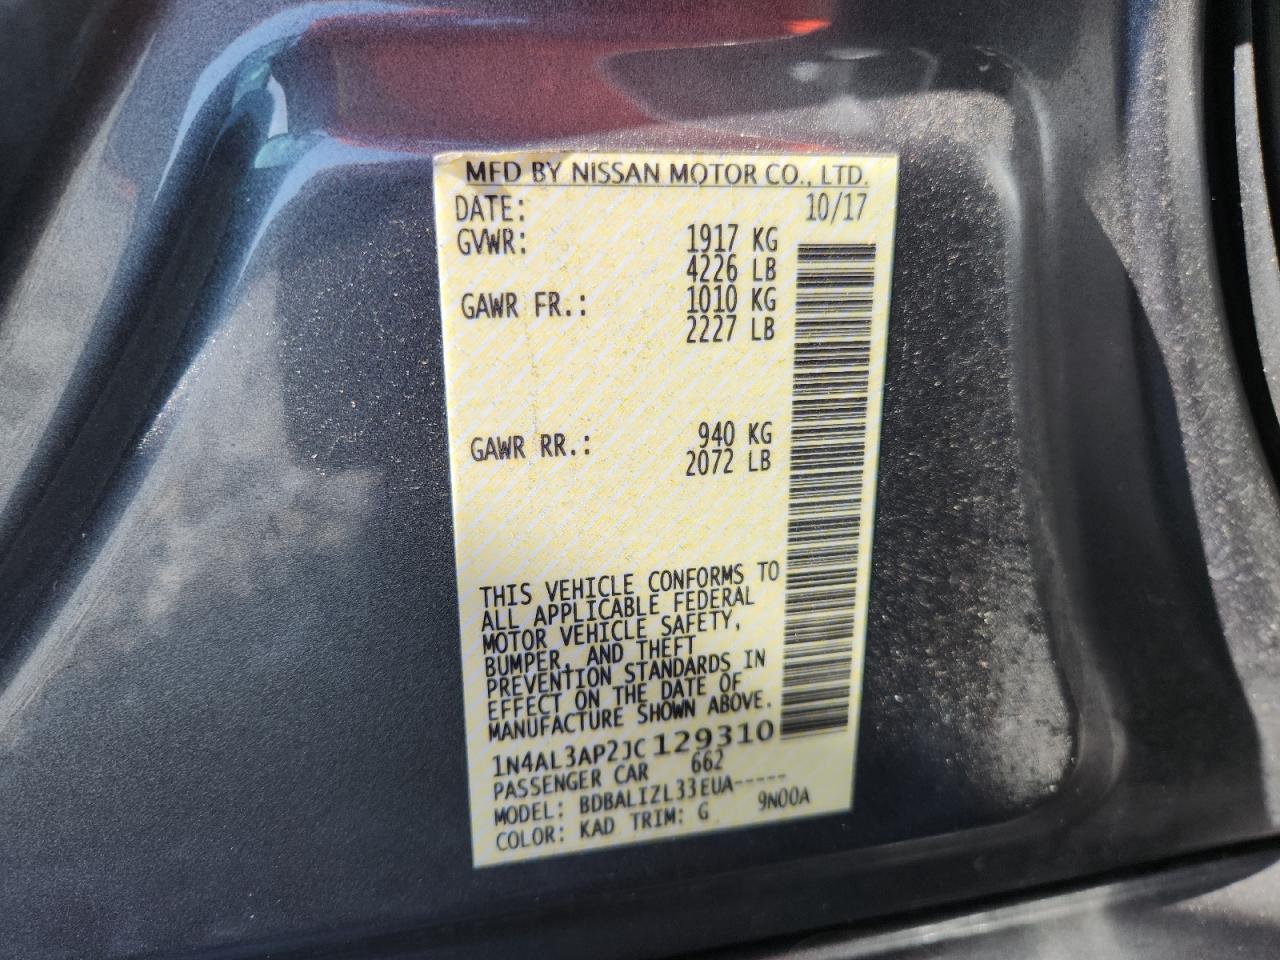 MFD BY NISSAN MOTOR CO., LTD.
DATE: 10/17
GVWR: 1917 KG
4226 LB
GAWR FR.: 1010 KG
2227 LB
GAWR RR.: 940 KG
2072 LB
THIS VEHICLE CONFORMS TO
ALL APPLICABLE FEDERAL
MOTOR VEHICLE SAFETY,
BUMPER, AND THEFT
PREVENTION STANDARDS IN
EFFECT ON THE DATE OF
MANUFACTURE SHOWN ABOVE.
1N4AL3AP2JC129310
PASSENGER CAR 662
MODEL: BDBALIZL33EUA-----
COLOR: KAD TRIM: G 9N00A